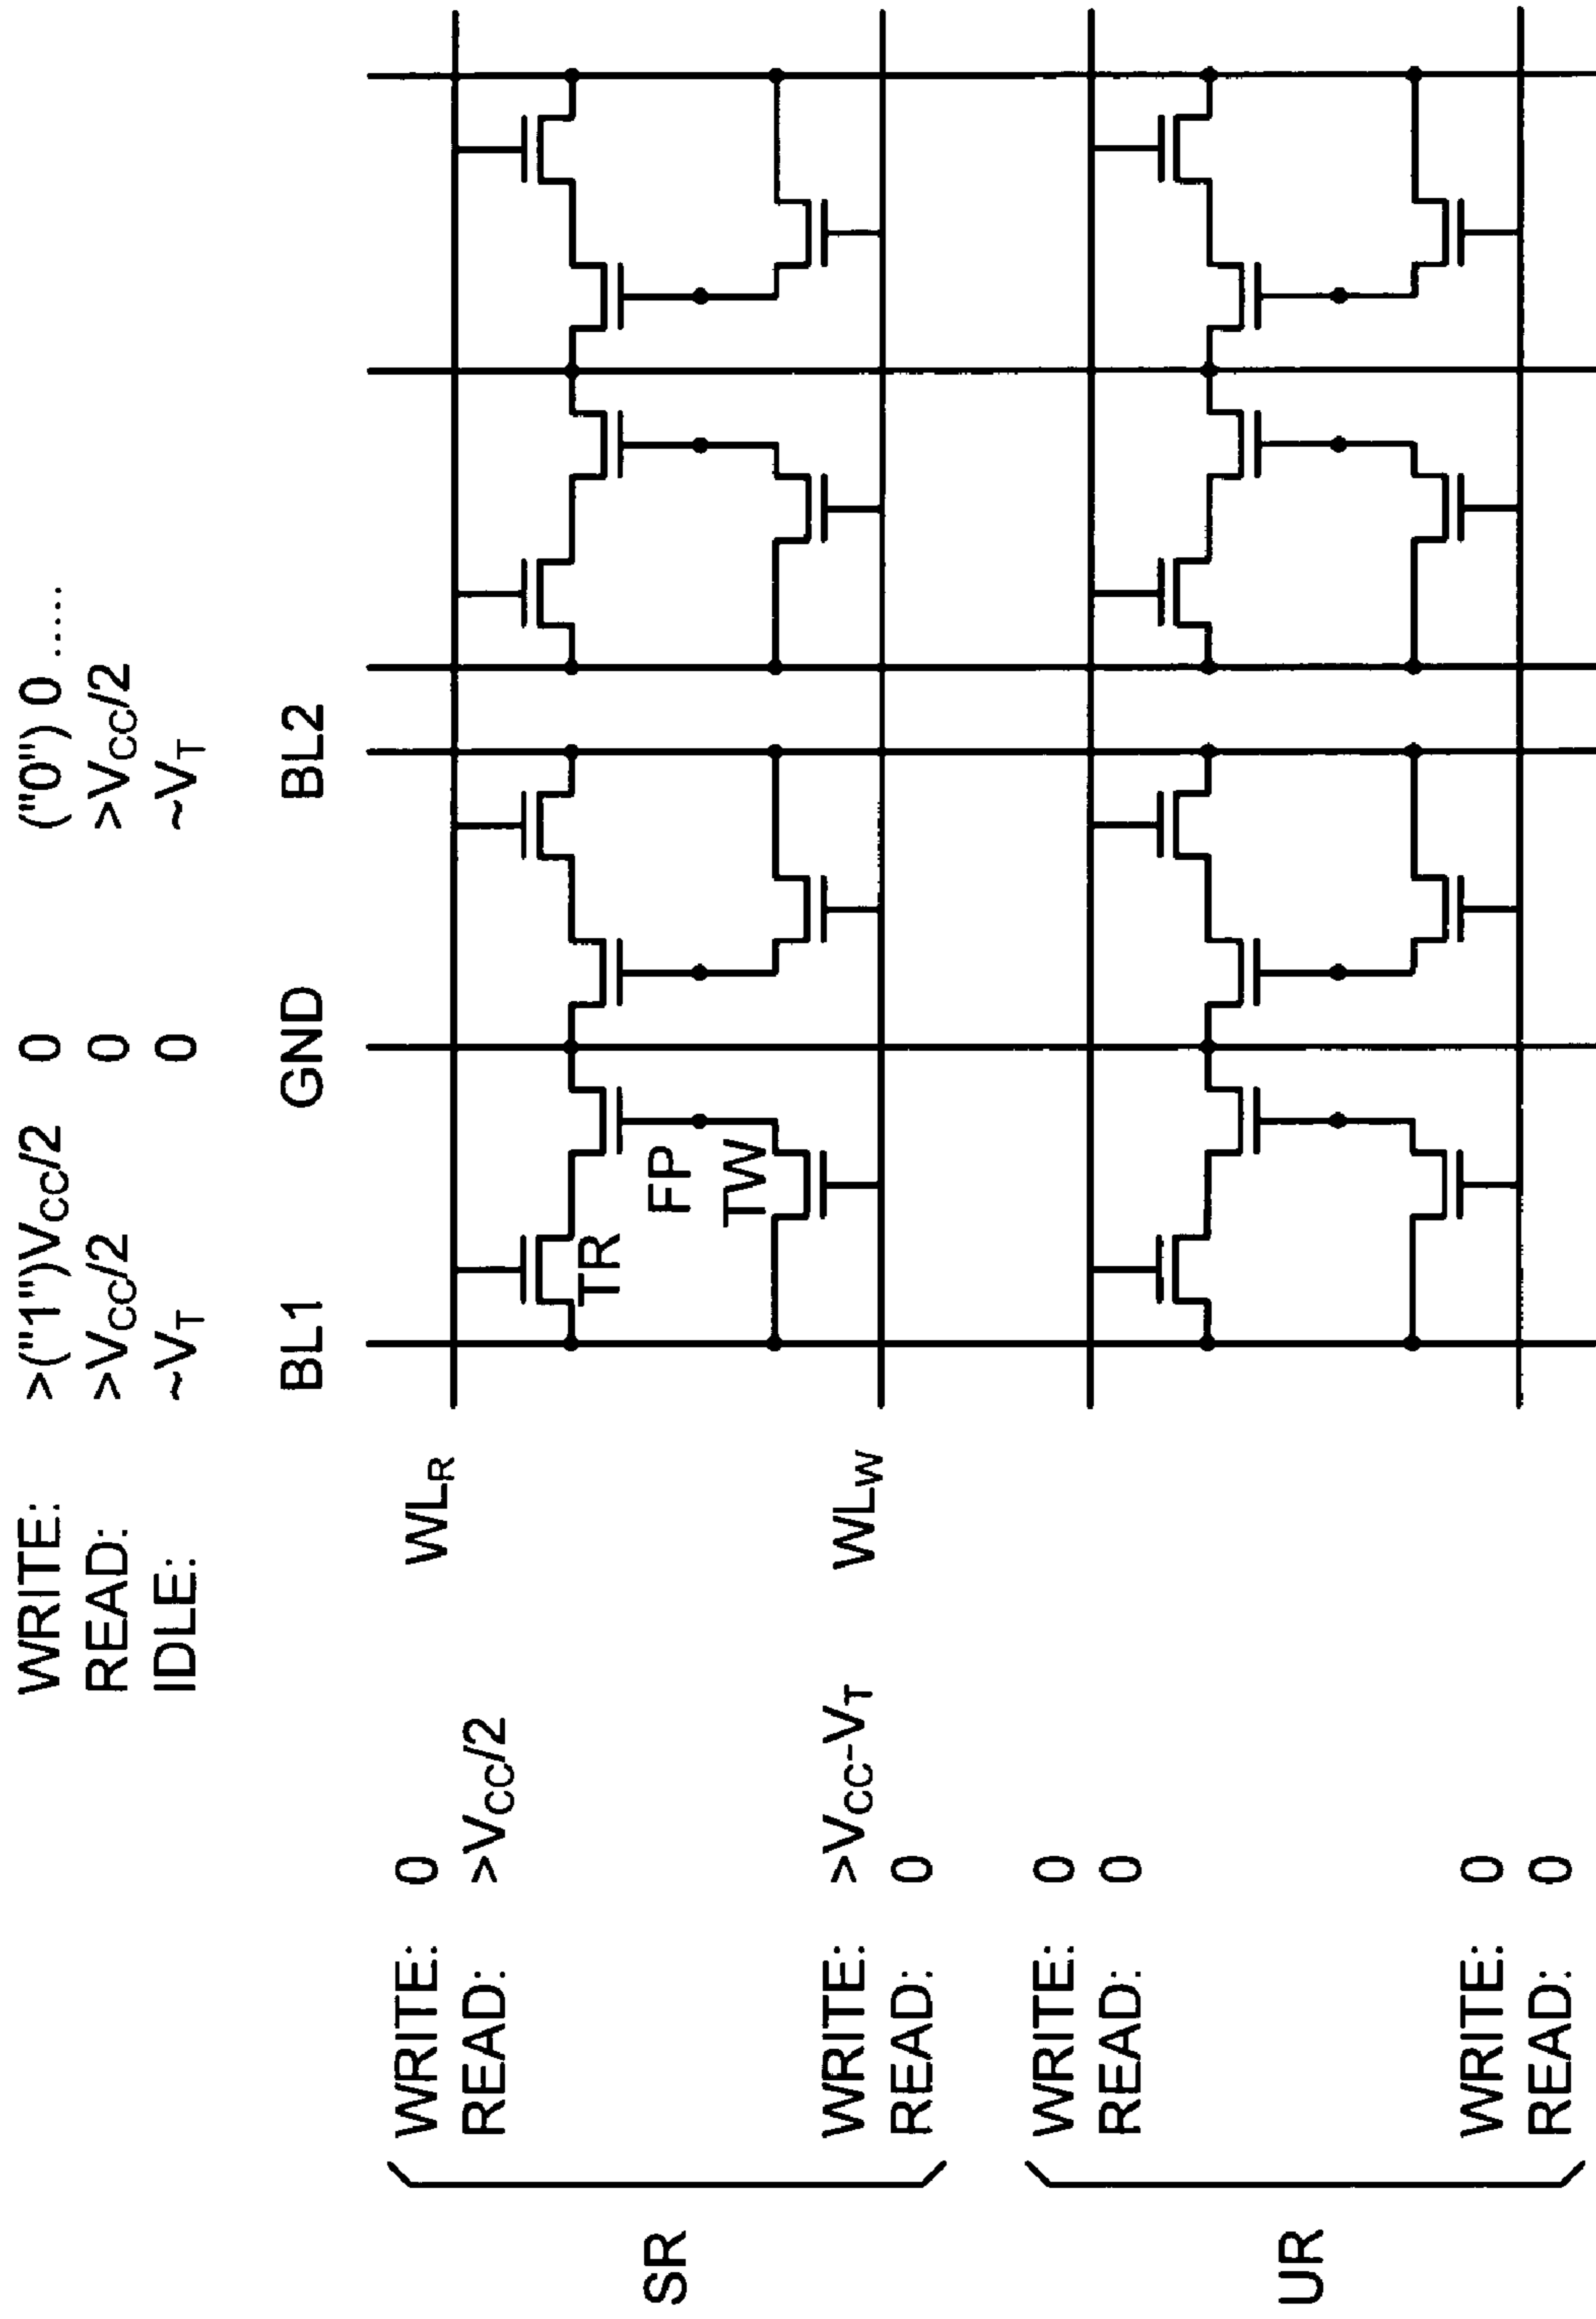 WRITE: >("1")V_CC/2 0 ("0") 0 .....
READ: >V_CC/2 0 >V_CC/2
IDLE: ~V_T 0 ~V_T
BL1 GND BL2
WRITE: 0 WL_R
READ: >V_CC/2
TR
FP
TW
SR
WRITE: >V_CC-V_T WL_W
READ: 0
WRITE: 0
READ: 0
UR
WRITE: 0
READ: 0